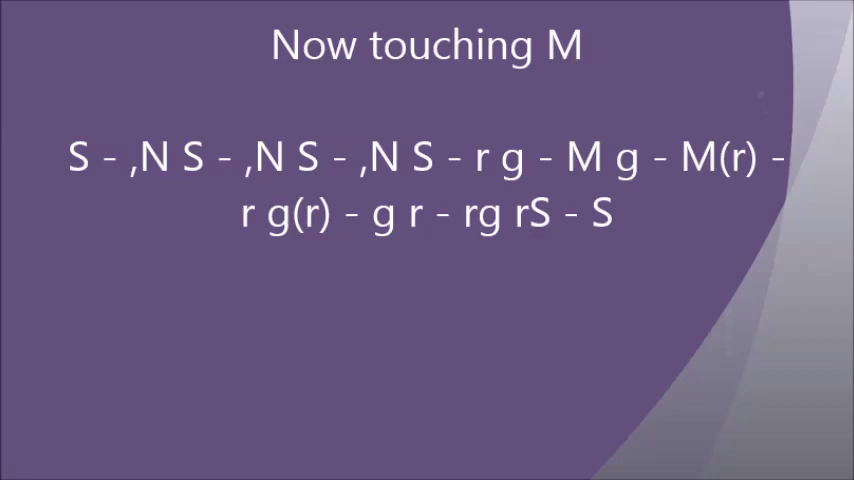 Now touching M
S - ,N S - ,N S - ,N S - r g - M g - M(r) -
r g(r) - g r - rg rS - S